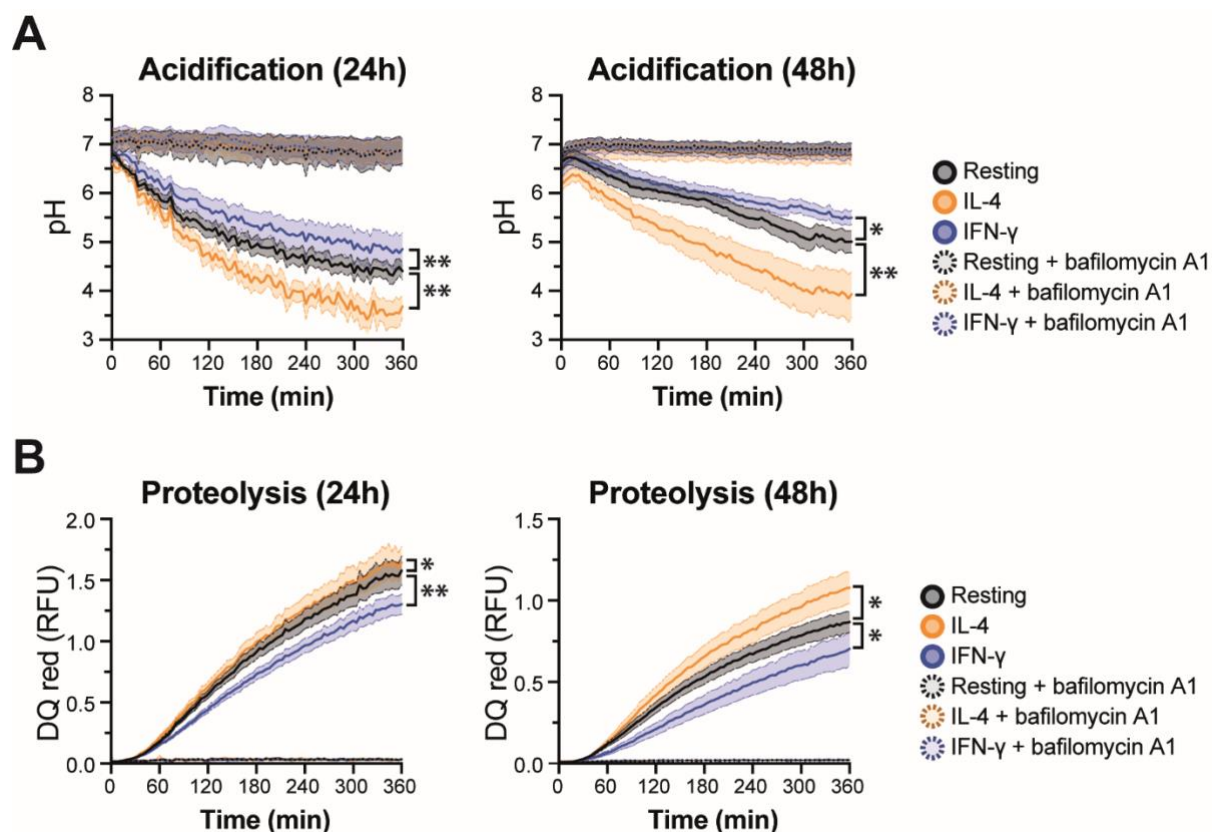 A
Acidification (24h)
pH
8
7
6
5
4
3
0 60 120 180 240 300 360
Time (min)
**
**
Acidification (48h)
pH
8
7
6
5
4
3
0 60 120 180 240 300 360
Time (min)
*
**
Resting
IL-4
IFN-γ
Resting + bafilomycin A1
IL-4 + bafilomycin A1
IFN-γ + bafilomycin A1
B
Proteolysis (24h)
DQ red (RFU)
2.0
1.5
1.0
0.5
0.0
0 60 120 180 240 300 360
Time (min)
*
**
Proteolysis (48h)
DQ red (RFU)
1.5
1.0
0.5
0.0
0 60 120 180 240 300 360
Time (min)
*
*
Resting
IL-4
IFN-γ
Resting + bafilomycin A1
IL-4 + bafilomycin A1
IFN-γ + bafilomycin A1